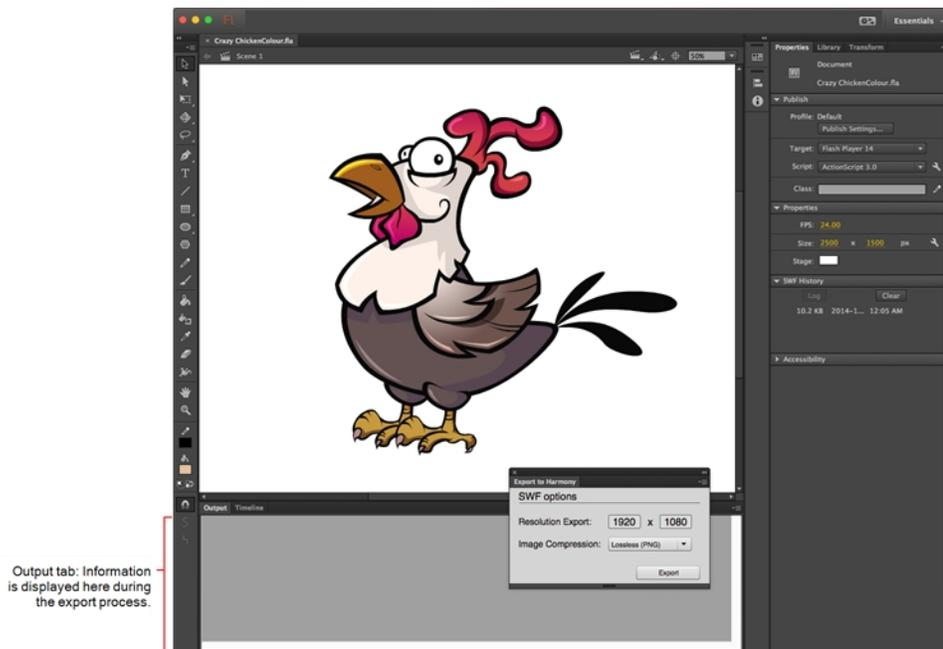 Fl
Essentials
Crazy ChickenColour.fla
Scene 1
50%
Properties Library Transform
Document
Crazy ChickenColour.fla
Publish
Profile: Default
Publish Settings...
Target: Flash Player 14
Script: ActionScript 3.0
Class:
Properties
FPS: 24.00
Size: 2500 x 1500 px
Stage:
SWF History
Log Clear
10.2 KB 2014-1... 12:05 AM
Accessibility
Export to Harmony
SWF options
Resolution Export: 1920 x 1080
Image Compression: Lossless (PNG)
Export
Output Timeline
Output tab: Information
is displayed here during
the export process.